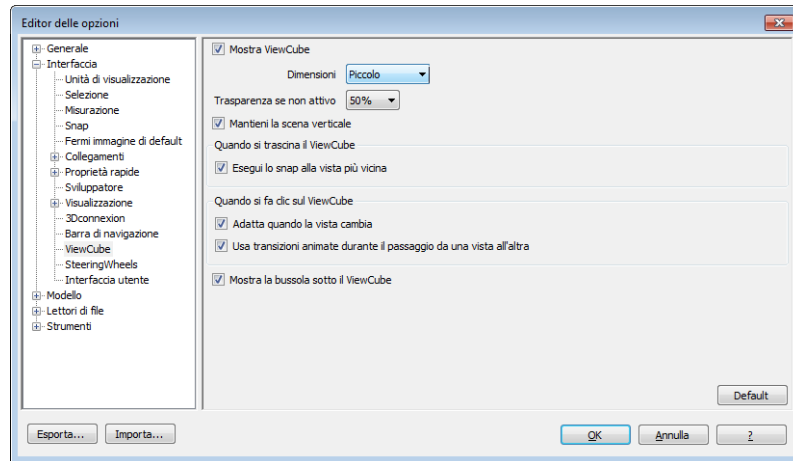 Editor delle opzioni
Generale
Interfaccia
Unità di visualizzazione
Selezione
Misurazione
Snap
Fermi immagine di default
Collegamenti
Proprietà rapide
Sviluppatore
Visualizzazione
3Dconnexion
Barra di navigazione
ViewCube
SteeringWheels
Interfaccia utente
Modello
Lettori di file
Strumenti
Mostra ViewCube
Dimensioni Piccolo
Trasparenza se non attivo 50%
Mantieni la scena verticale
Quando si trascina il ViewCube
Esegui lo snap alla vista più vicina
Quando si fa clic sul ViewCube
Adatta quando la vista cambia
Usa transizioni animate durante il passaggio da una vista all'altra
Mostra la bussola sotto il ViewCube
Default
Esporta... Importa... OK Annulla ?